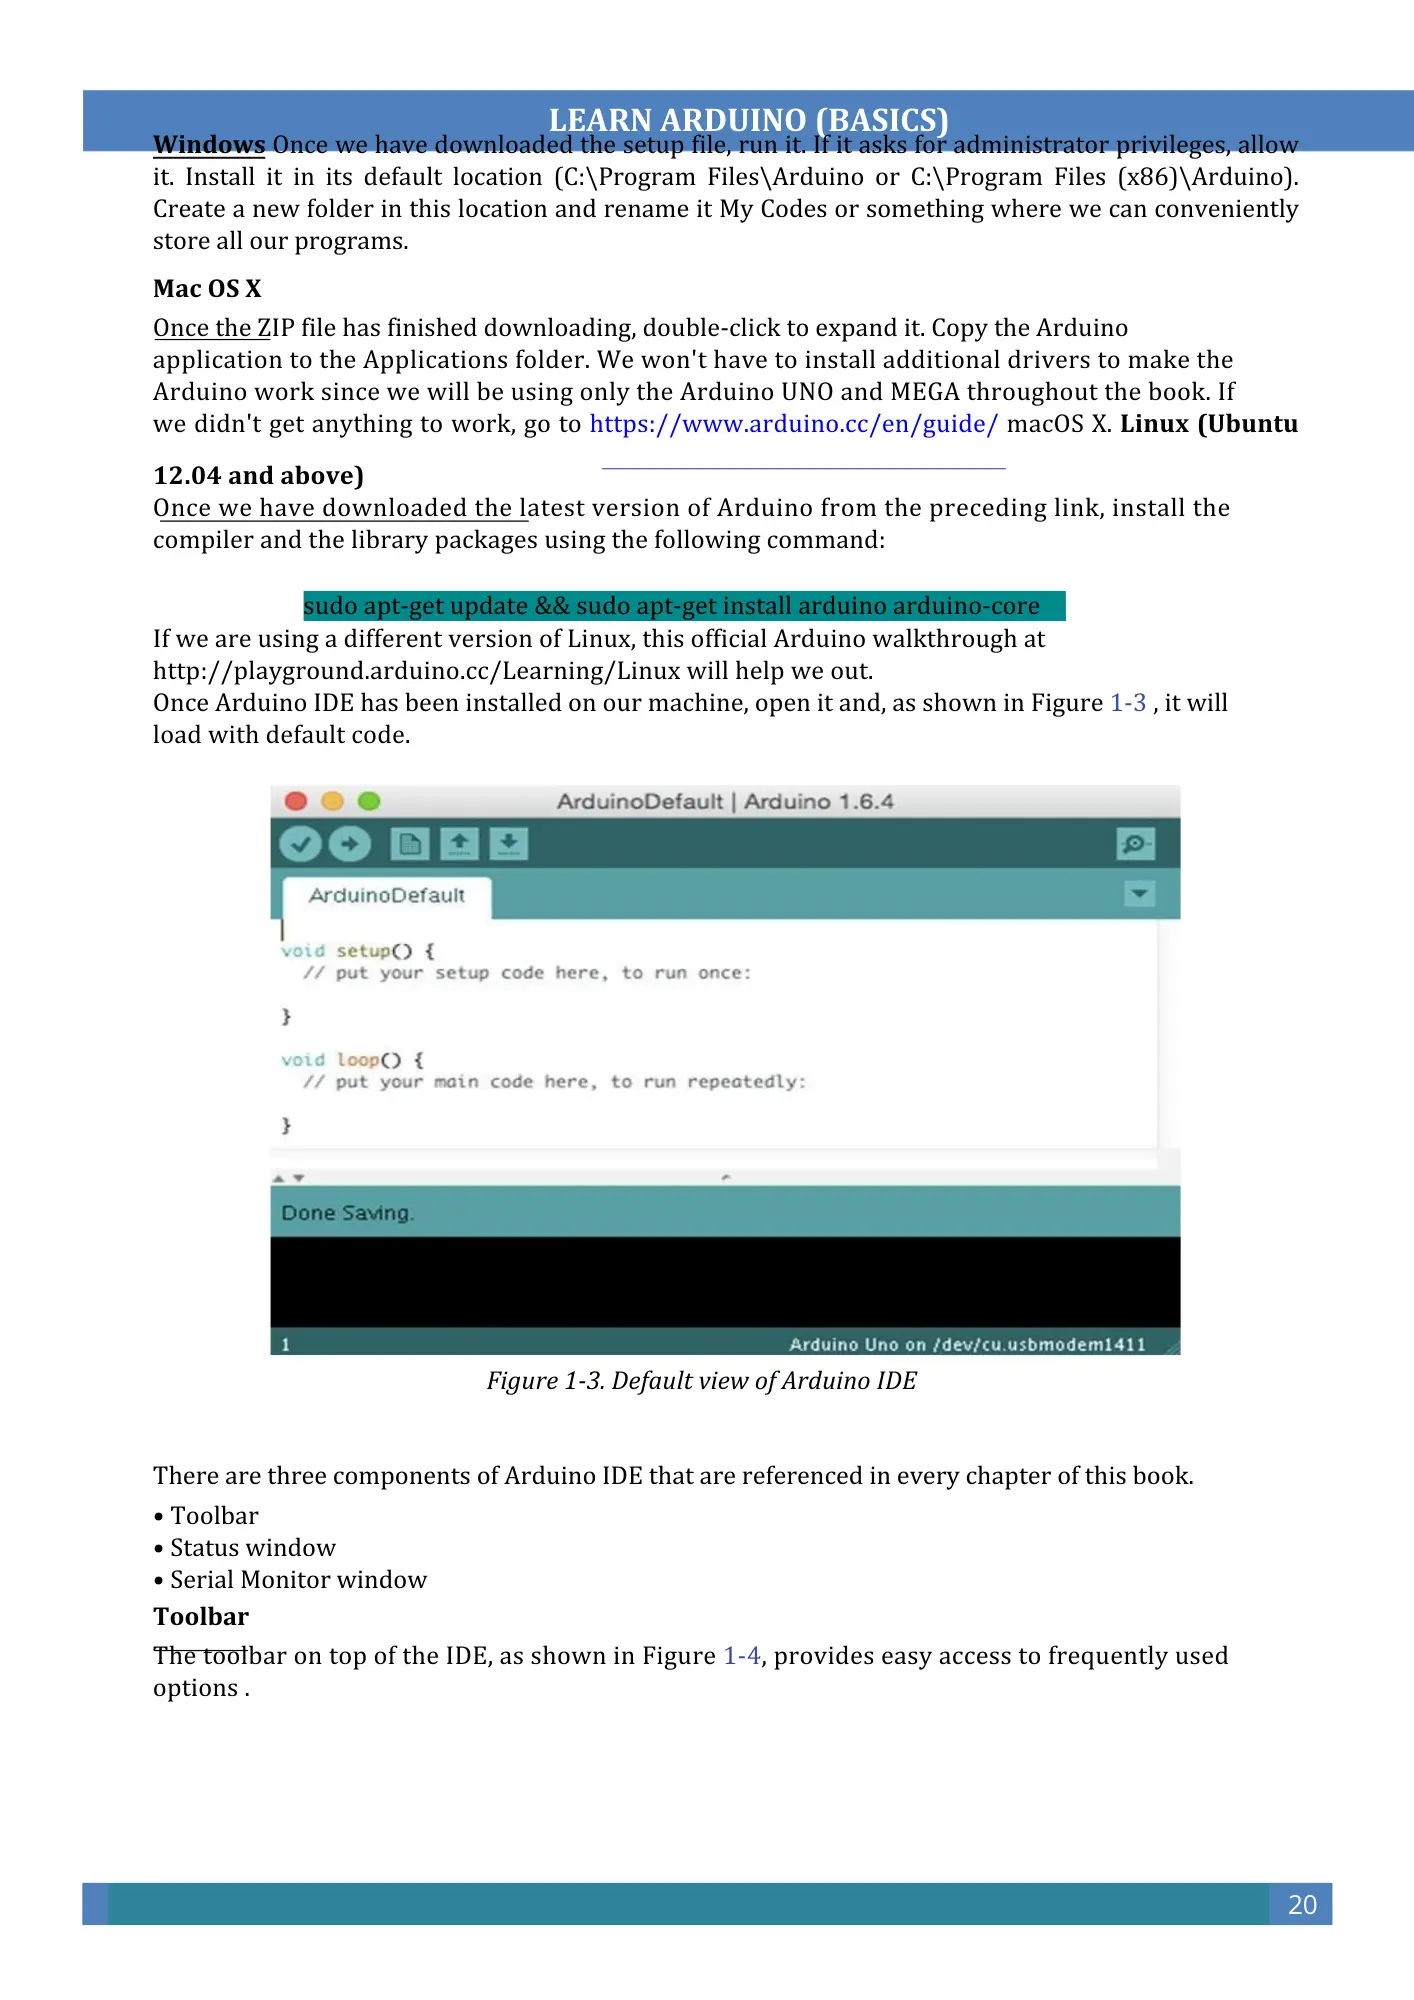 LEARN ARDUINO (BASICS)
Windows Once we have downloaded the setup file, run it. If it asks for administrator privileges, allow
it. Install it in its default location (C:\Program Files\Arduino or C:\Program Files (x86)\Arduino).
Create a new folder in this location and rename it My Codes or something where we can conveniently
store all our programs.
Mac OS X
Once the ZIP file has finished downloading, double-click to expand it. Copy the Arduino
application to the Applications folder. We won't have to install additional drivers to make the
Arduino work since we will be using only the Arduino UNO and MEGA throughout the book. If
we didn't get anything to work, go to https://www.arduino.cc/en/guide/ macOS X. Linux (Ubuntu
12.04 and above)
Once we have downloaded the latest version of Arduino from the preceding link, install the
compiler and the library packages using the following command:
sudo apt-get update && sudo apt-get install arduino arduino-core
If we are using a different version of Linux, this official Arduino walkthrough at
http://playground.arduino.cc/Learning/Linux will help we out.
Once Arduino IDE has been installed on our machine, open it and, as shown in Figure 1-3 , it will
load with default code.
ArduinoDefault | Arduino 1.6.4
ArduinoDefault
void setup() {
// put your setup code here, to run once:
}
void loop() {
// put your main code here, to run repeatedly:
}
Done Saving.
1 Arduino Uno on /dev/cu.usbmodem1411
Figure 1-3. Default view of Arduino IDE
There are three components of Arduino IDE that are referenced in every chapter of this book.
• Toolbar
• Status window
• Serial Monitor window
Toolbar
The toolbar on top of the IDE, as shown in Figure 1-4, provides easy access to frequently used
options .
20